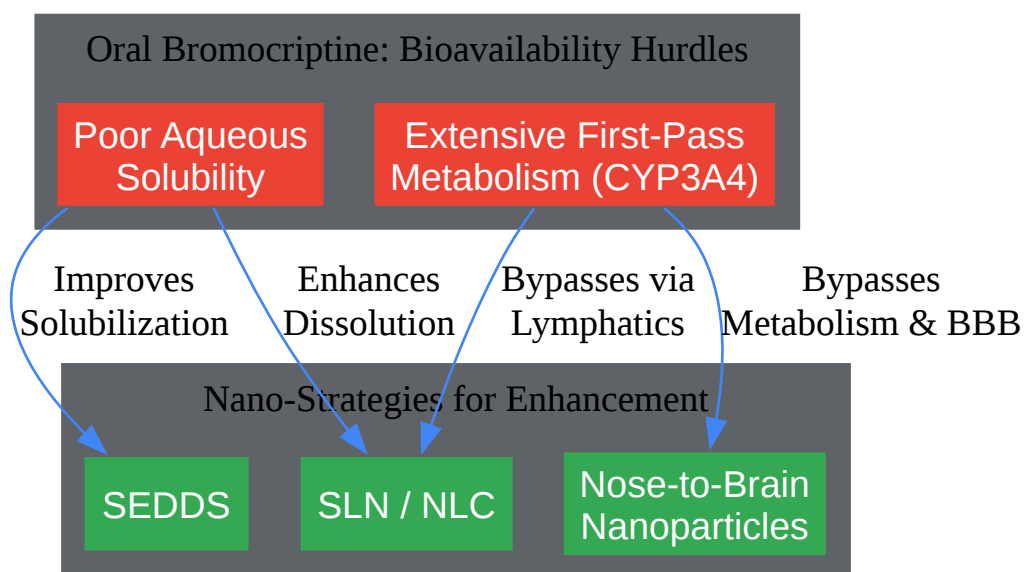 Oral Bromocriptine: Bioavailability Hurdles
Poor Aqueous
Solubility
Extensive First-Pass
Metabolism (CYP3A4)
Improves
Solubilization
Enhances
Dissolution
Bypasses via
Lymphatics
Bypasses
Metabolism & BBB
Nano-Strategies for Enhancement
SEDDS
SLN / NLC
Nose-to-Brain
Nanoparticles